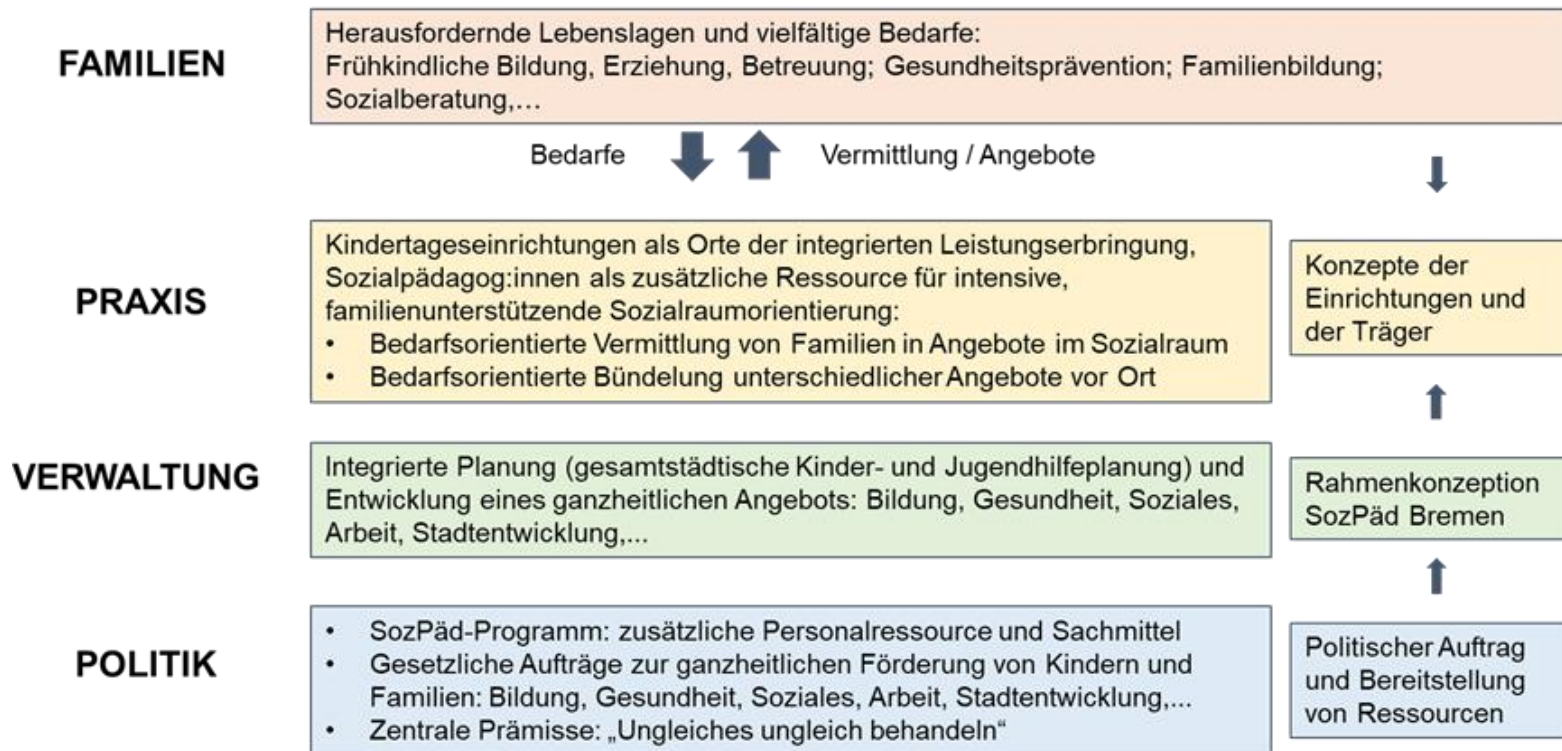 FAMILIEN
Herausfordernde Lebenslagen und vielfältige Bedarfe:
Frühkindliche Bildung, Erziehung, Betreuung; Gesundheitsprävention; Familienbildung;
Sozialberatung,…
Bedarfe
Vermittlung / Angebote
PRAXIS
Kindertageseinrichtungen als Orte der integrierten Leistungserbringung,
Sozialpädagog:innen als zusätzliche Ressource für intensive,
familienunterstützende Sozialraumorientierung:
• Bedarfsorientierte Vermittlung von Familien in Angebote im Sozialraum
• Bedarfsorientierte Bündelung unterschiedlicher Angebote vor Ort
Konzepte der
Einrichtungen und
der Träger
VERWALTUNG
Integrierte Planung (gesamtstädtische Kinder- und Jugendhilfeplanung) und
Entwicklung eines ganzheitlichen Angebots: Bildung, Gesundheit, Soziales,
Arbeit, Stadtentwicklung,...
Rahmenkonzeption
SozPäd Bremen
POLITIK
• SozPäd-Programm: zusätzliche Personalressource und Sachmittel
• Gesetzliche Aufträge zur ganzheitlichen Förderung von Kindern und
Familien: Bildung, Gesundheit, Soziales, Arbeit, Stadtentwicklung,...
• Zentrale Prämisse: „Ungleiches ungleich behandeln“
Politischer Auftrag
und Bereitstellung
von Ressourcen